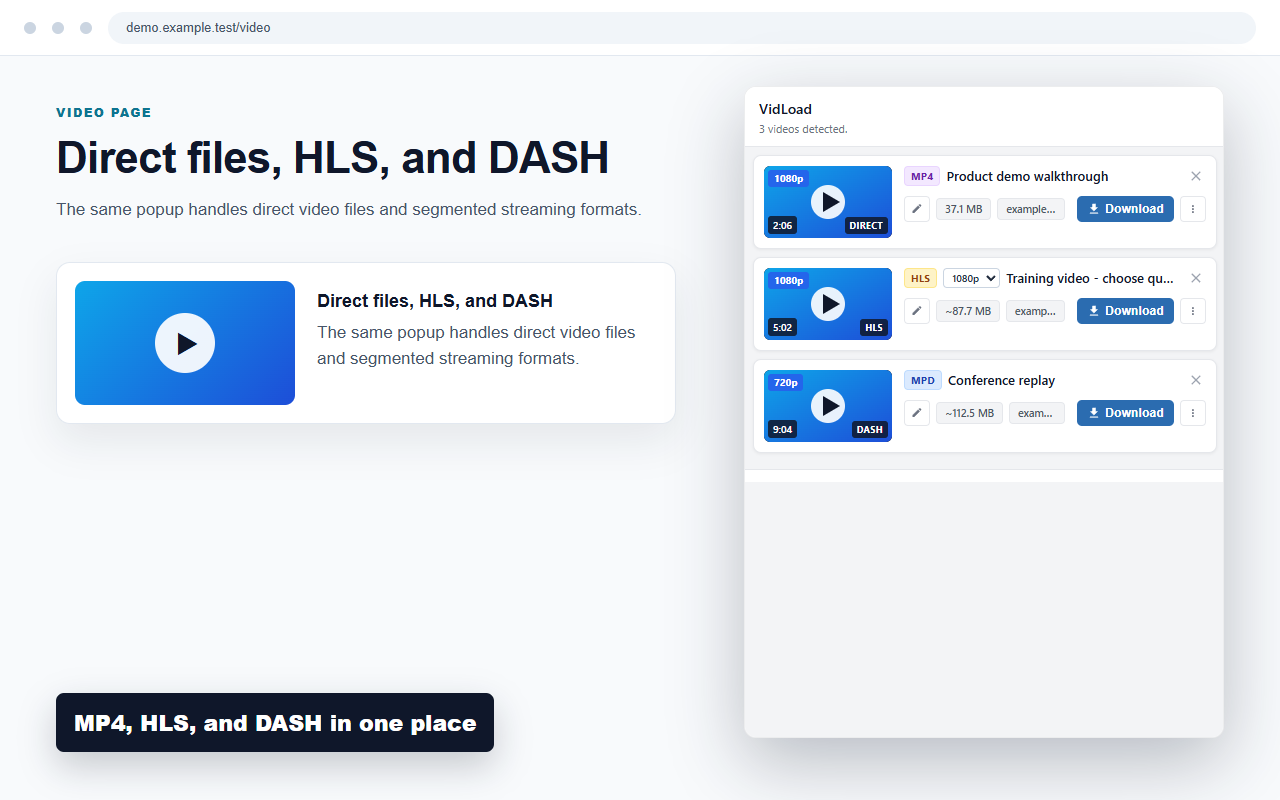 demo.example.test/video
VIDEO PAGE
Direct files, HLS, and DASH
The same popup handles direct video files and segmented streaming formats.
Direct files, HLS, and DASH
The same popup handles direct video files
and segmented streaming formats.
MP4, HLS, and DASH in one place
VidLoad
3 videos detected.
1080p
2:06
DIRECT
MP4 Product demo walkthrough
37.1 MB example... Download
1080p
5:02
HLS
HLS 1080p Training video - choose qu...
~87.7 MB examp... Download
720p
9:04
DASH
MPD Conference replay
~112.5 MB exam... Download